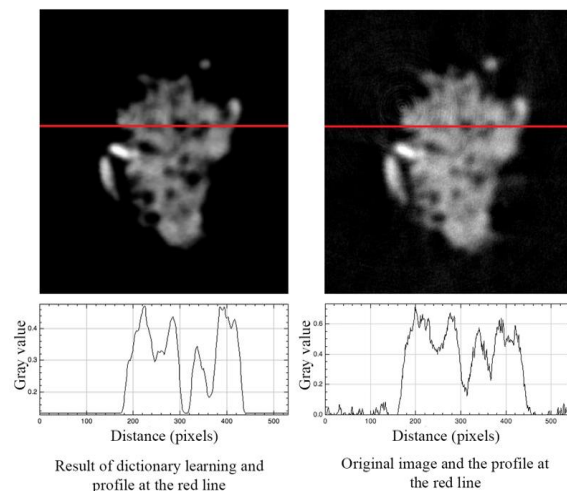 Gray value
0.4
0.3
0.2
0 100 200 300 400 500
Distance (pixels)
Result of dictionary learning and
profile at the red line
Gray value
0.6
0.4
0.2
0.0
0 100 200 300 400 500
Distance (pixels)
Original image and the profile at
the red line